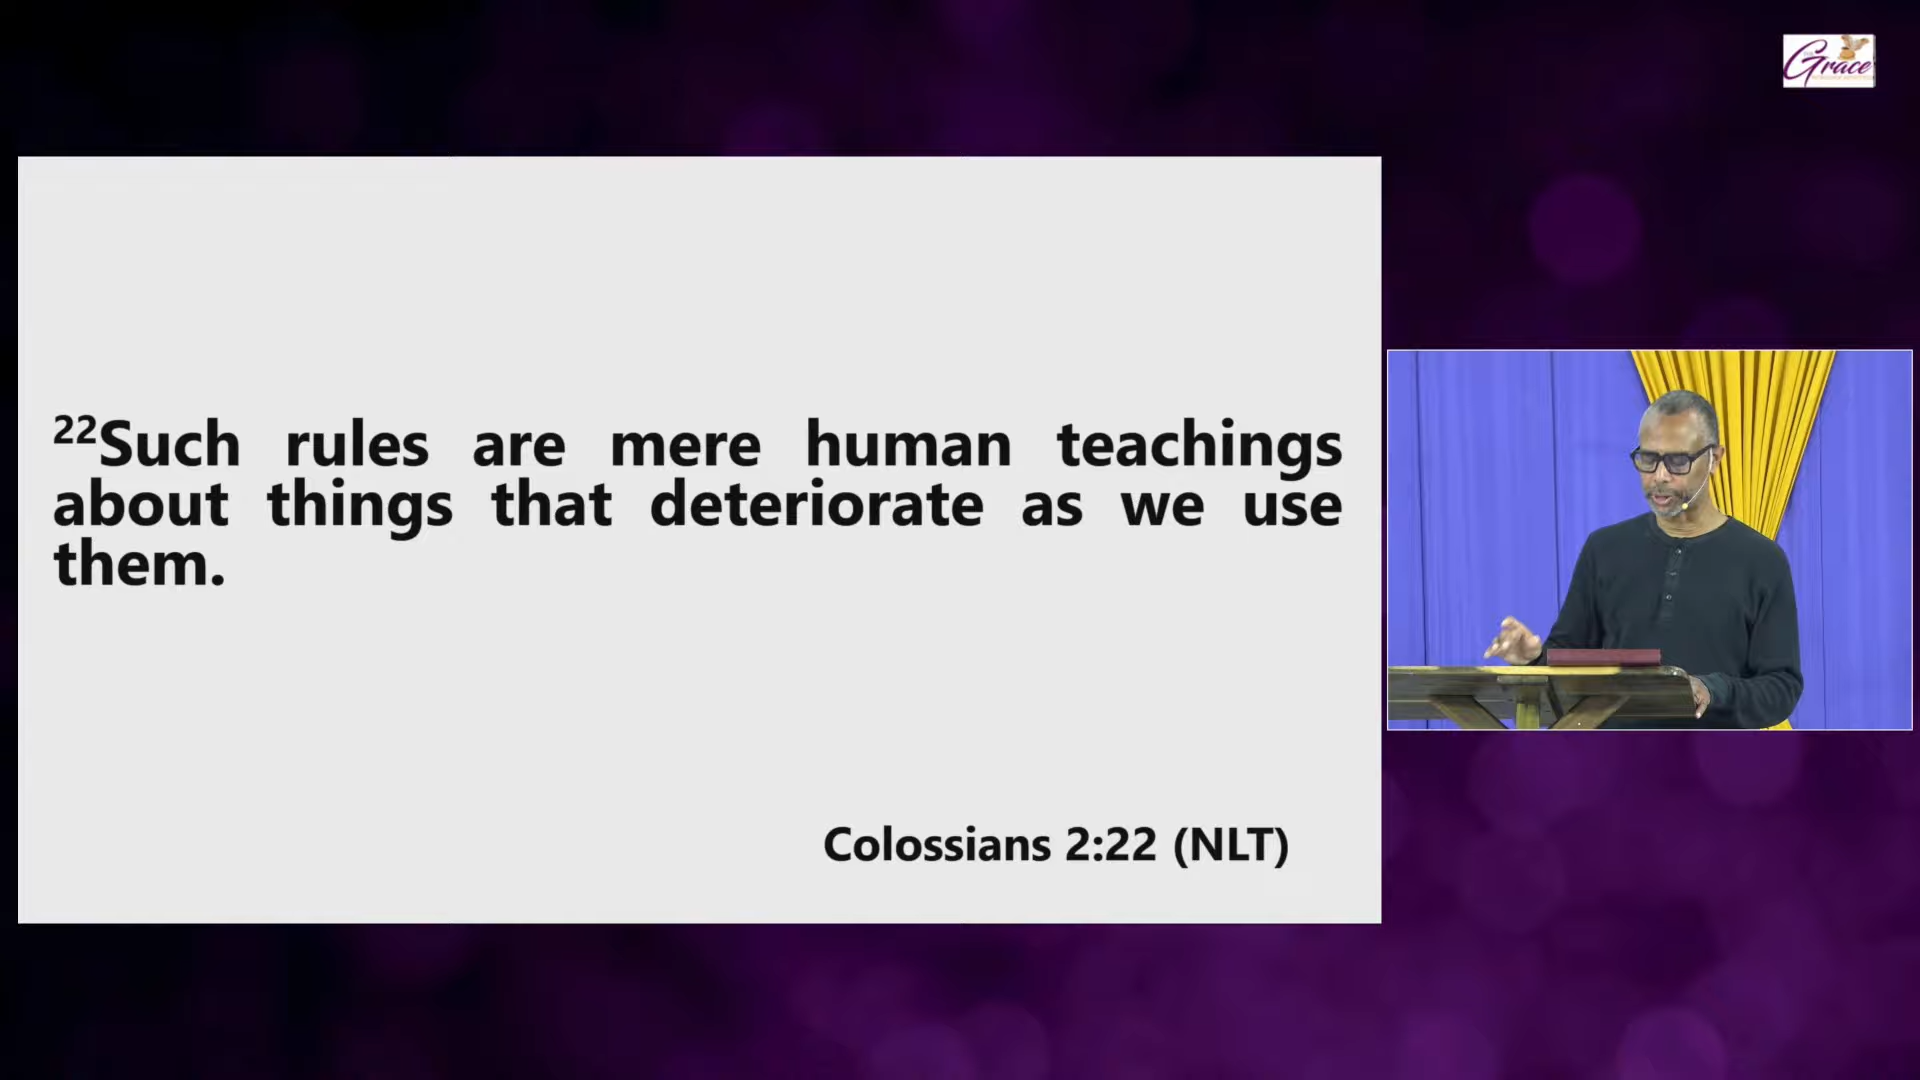 Grace
²²Such rules are mere human teachings
about things that deteriorate as we use
them.
Colossians 2:22 (NLT)